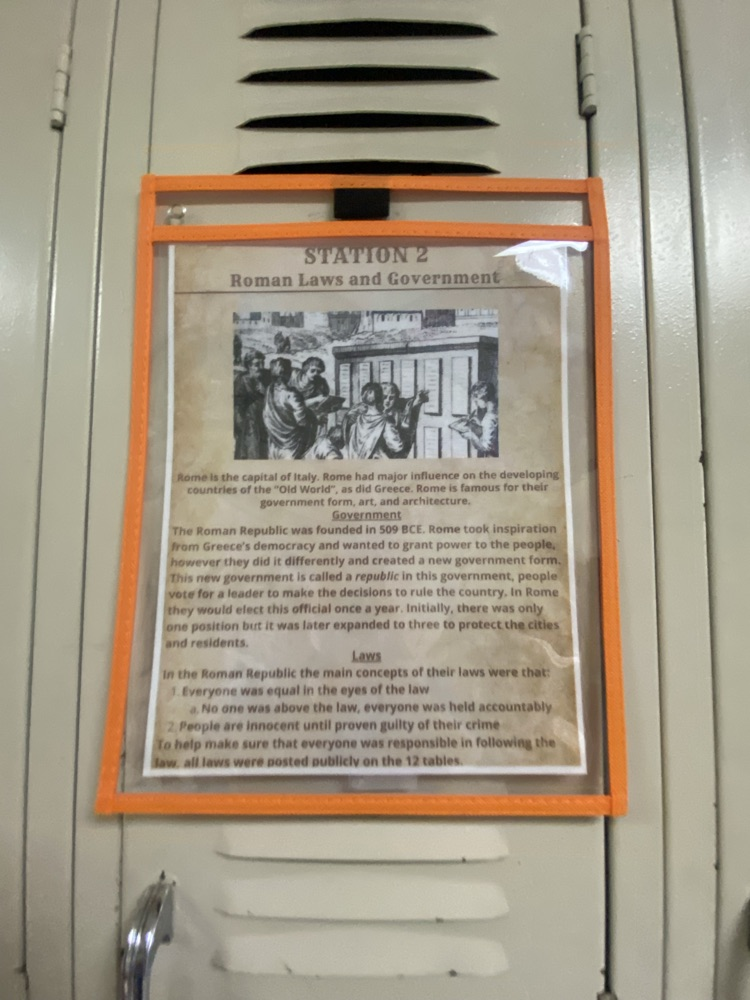 STATION 2
Roman Laws and Government
Rome is the capital of Italy. Rome had major influence on the developing
countries of the "Old World", as did Greece. Rome is famous for their
government form, art, and architecture.
Government
The Roman Republic was founded in 509 BCE. Rome took inspiration
from Greece's democracy and wanted to grant power to the people,
however they did it differently and created a new government form.
This new government is called a republic in this government, people
vote for a leader to make the decisions to rule the country. In Rome
they would elect this official once a year. Initially, there was only
one position but it was later expanded to three to protect the cities
and residents.
Laws
In the Roman Republic the main concepts of their laws were that:
1. Everyone was equal in the eyes of the law
a. No one was above the law, everyone was held accountably
2. People are innocent until proven guilty of their crime
To help make sure that everyone was responsible in following the
law, all laws were posted publicly on the 12 tables.